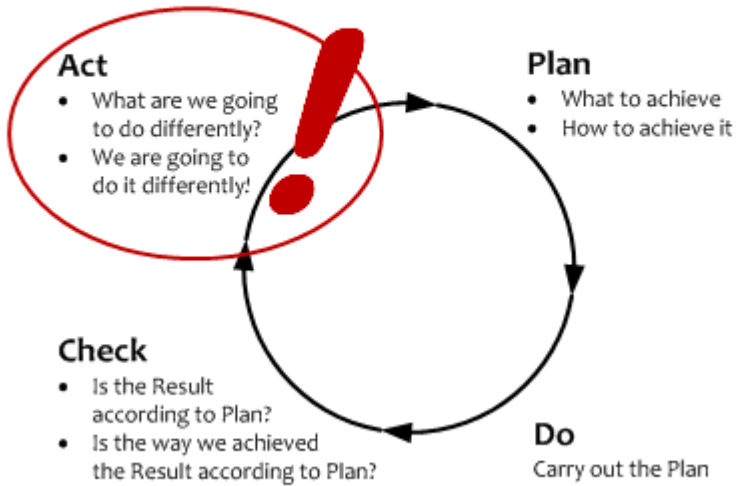 Act
• What are we going
to do differently?
• We are going to
do it differently!
Plan
• What to achieve
• How to achieve it
Check
• Is the Result
according to Plan?
• Is the way we achieved
the Result according to Plan?
Do
Carry out the Plan